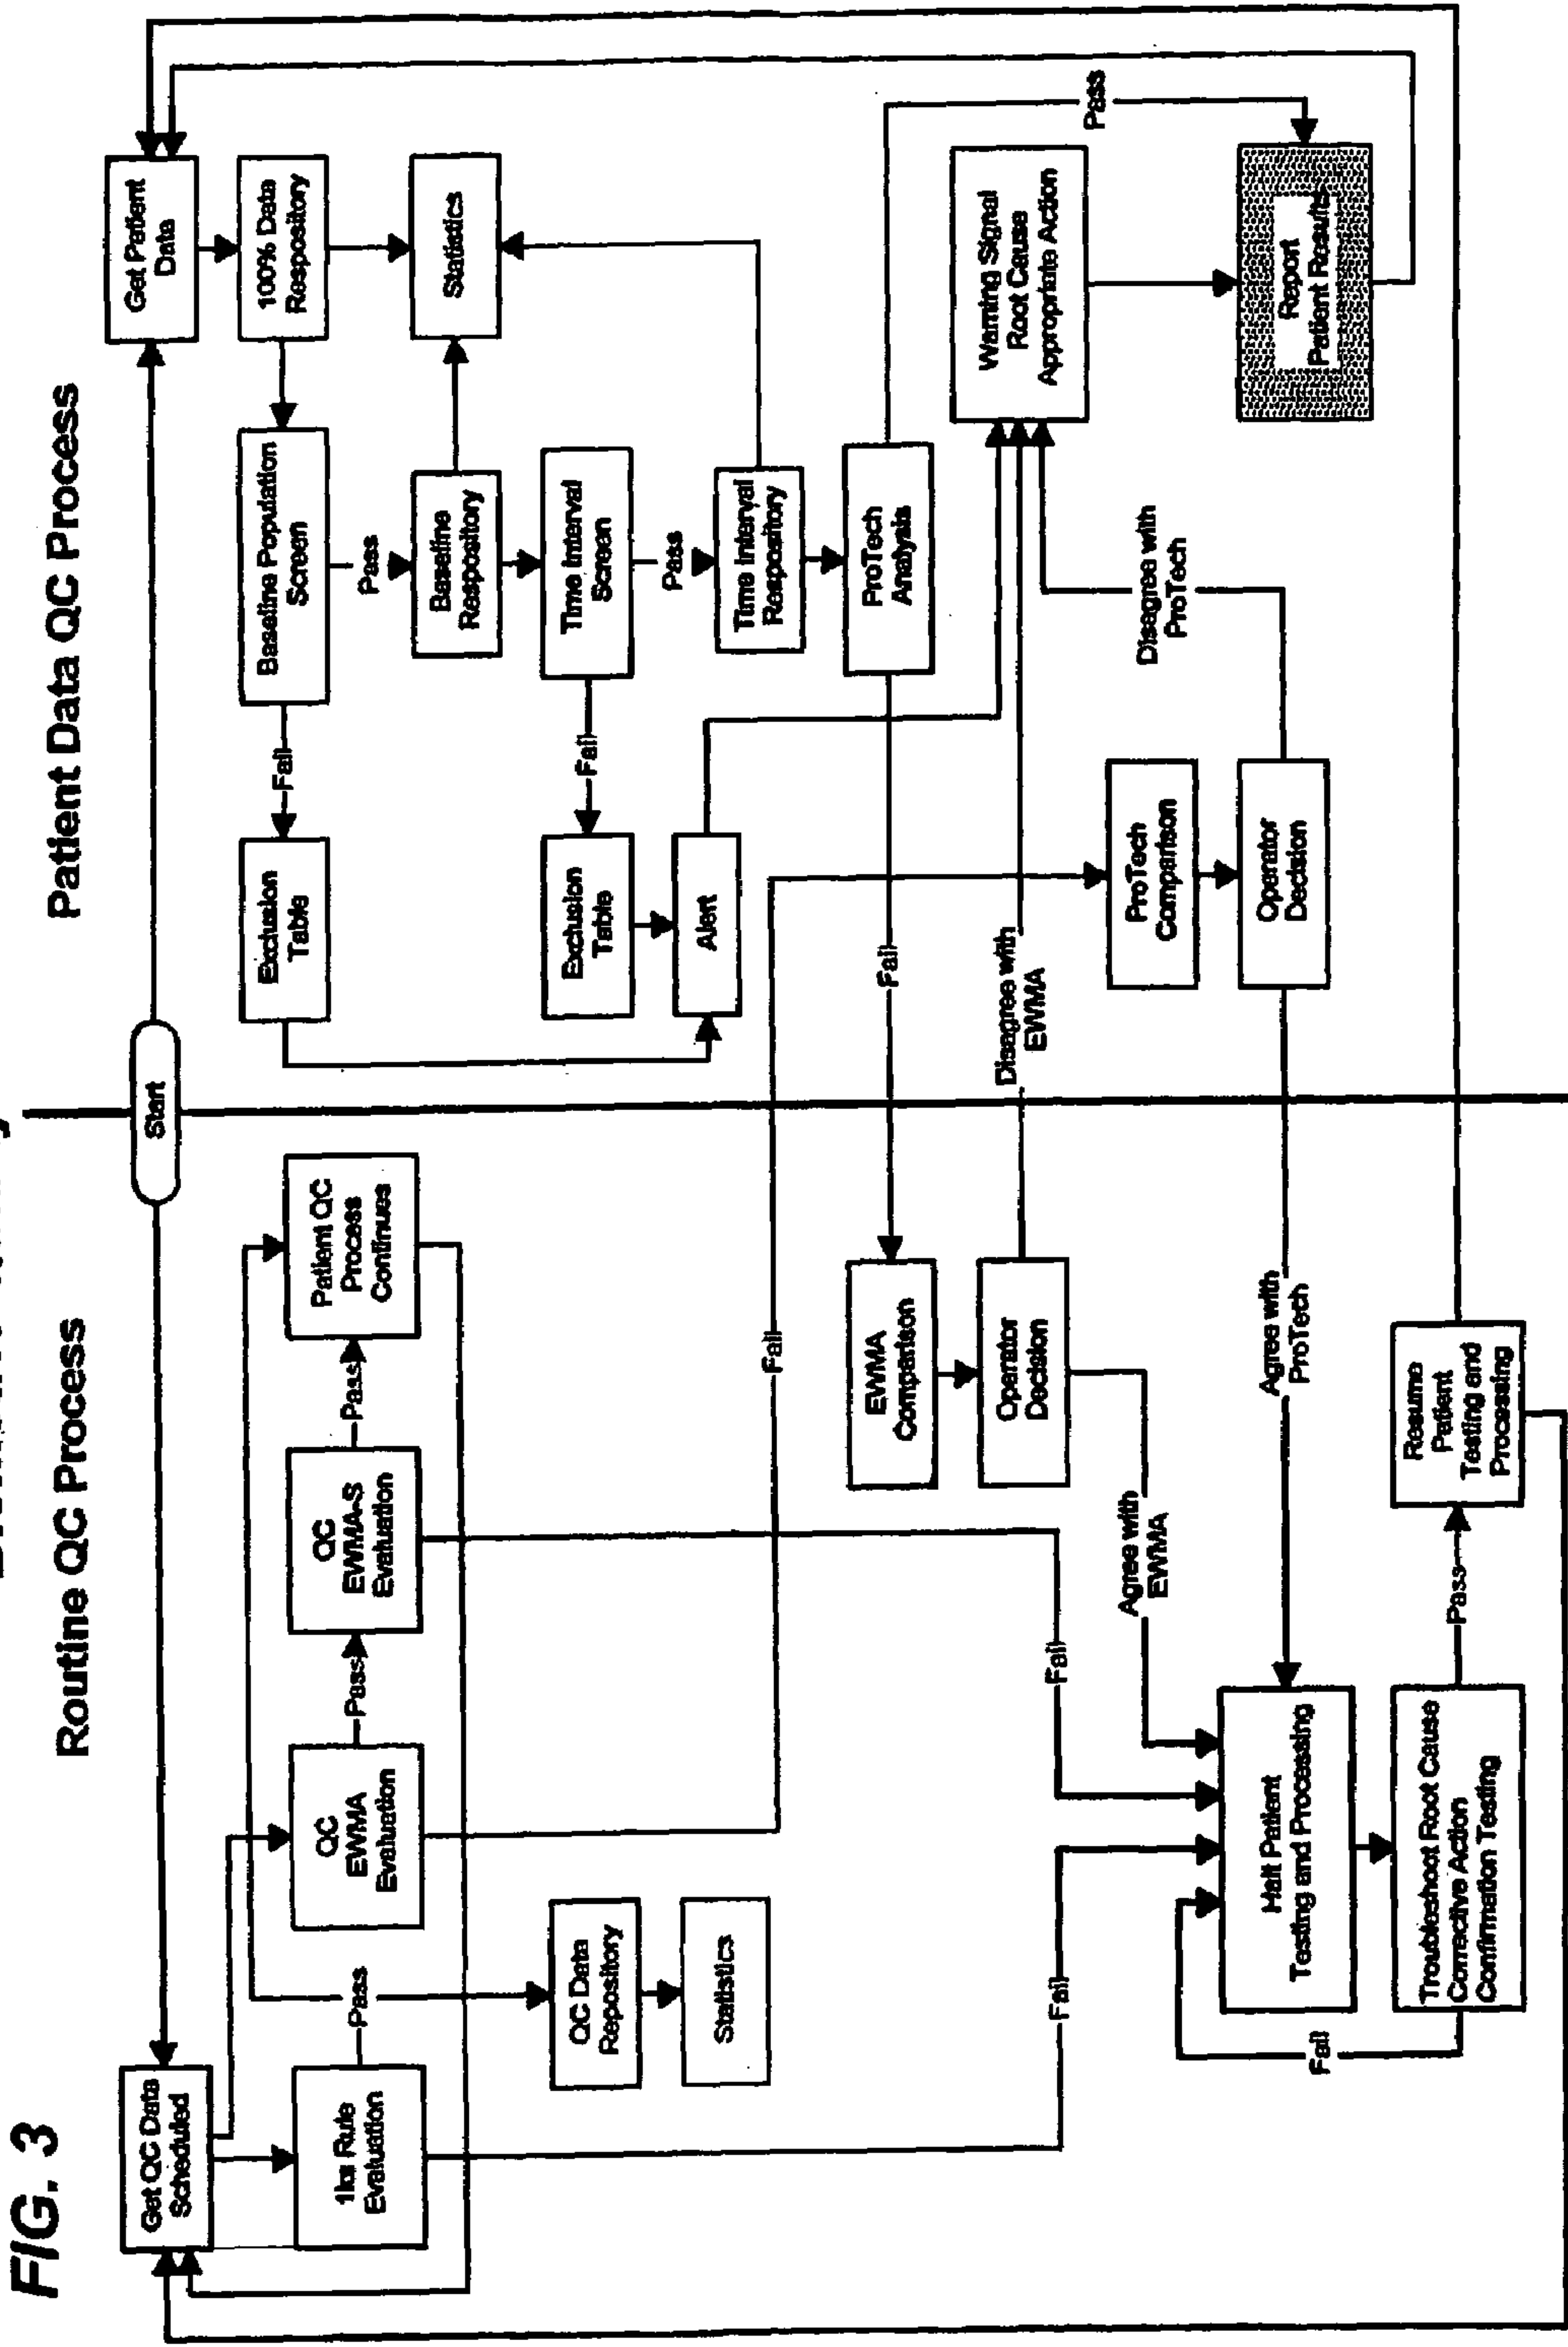 FIG. 3
Routine QC Process
Patient Data QC Process
Start
Get QC Data
Scheduled
Get Patient
Data
Evaluation
Pass
QC
EWMA
Evaluation
Pass
QC
EWMA-S
Evaluation
Pass
Patient QC
Process
Continues
QC Data
Repository
Statistics
Fail
Fail
Fail
EWMA
Comparison
Operator
Decision
Agree with
EWMA
Disagree with
EWMA
Agree with
ProTech
Halt Patient
Testing and Processing
Troubleshoot Root Cause
Corrective Action
Confirmation Testing
Fail
Pass
Resume
Patient
Testing and
Processing
100% Data
Respository
Statistics
Baseline Population
Screen
Fail
Exclusion
Table
Pass
Baseline
Respository
Time Interval
Screen
Fail
Exclusion
Table
Alert
Pass
Time Interval
Respository
ProTech
Analysis
Fail
Pass
Warning Signal
Root Cause
Appropriate Action
ProTech
Comparison
Operator
Decision
Disagree with
ProTech
Report
Patient Results